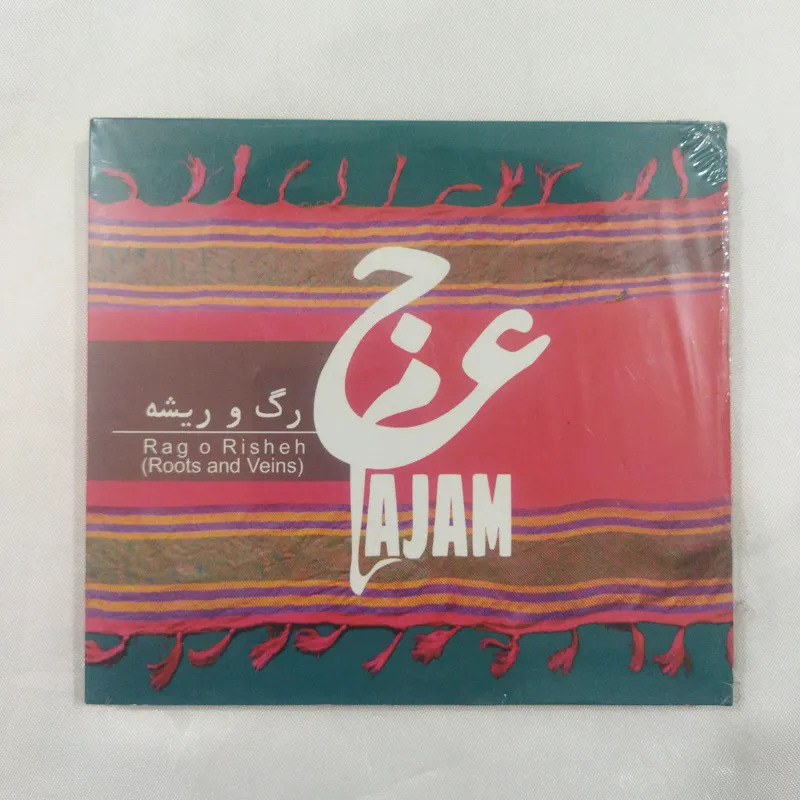 عجم
AJAM
رگ و ریشه
Rag o Risheh
(Roots and Veins)